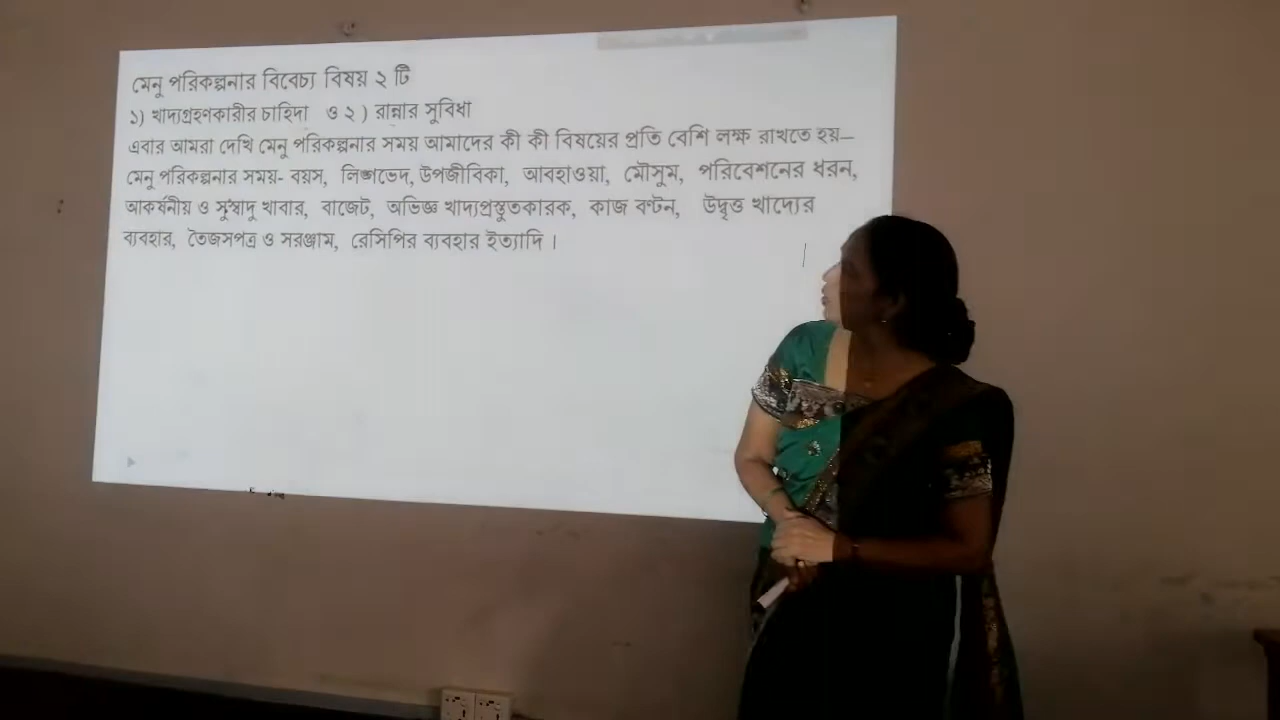 মেনু পরিকল্পনার বিবেচ্য বিষয় ২ টি
১) খাদ্যগ্রহণকারীর চাহিদা ও ২ ) রান্নার সুবিধা
এবার আমরা দেখি মেনু পরিকল্পনার সময় আমাদের কী কী বিষয়ের প্রতি বেশি লক্ষ রাখতে হয়–
মেনু পরিকল্পনার সময়- বয়স, লিঙ্গভেদ, উপজীবিকা, আবহাওয়া, মৌসুম, পরিবেশনের ধরন,
আকর্ষনীয় ও সুস্বাদু খাবার, বাজেট, অভিজ্ঞ খাদ্যপ্রস্তুতকারক, কাজ বণ্টন, উদ্বৃত্ত খাদ্যের
ব্যবহার, তৈজসপত্র ও সরঞ্জাম, রেসিপির ব্যবহার ইত্যাদি ।